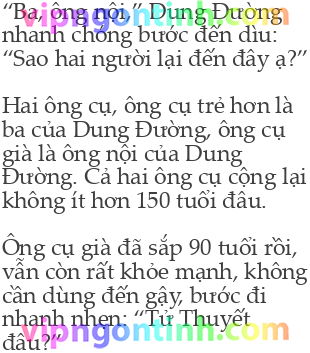 “Ba, ông nội,” Dung Đường
nhanh chóng bước đến dìu:
“Sao hai người lại đến đây ạ?”

Hai ông cụ, ông cụ trẻ hơn là
ba của Dung Đường, ông cụ
già là ông nội của Dung
Đường. Cả hai ông cụ cộng lại
không ít hơn 150 tuổi đâu.

Ông cụ già đã sắp 90 tuổi rồi,
vẫn còn rất khỏe mạnh, không
cần dùng đến gậy, bước đi
nhanh nhẹn: “Tử Thuyết
đâu?”
vipngontinh.com
vipngontinh.com